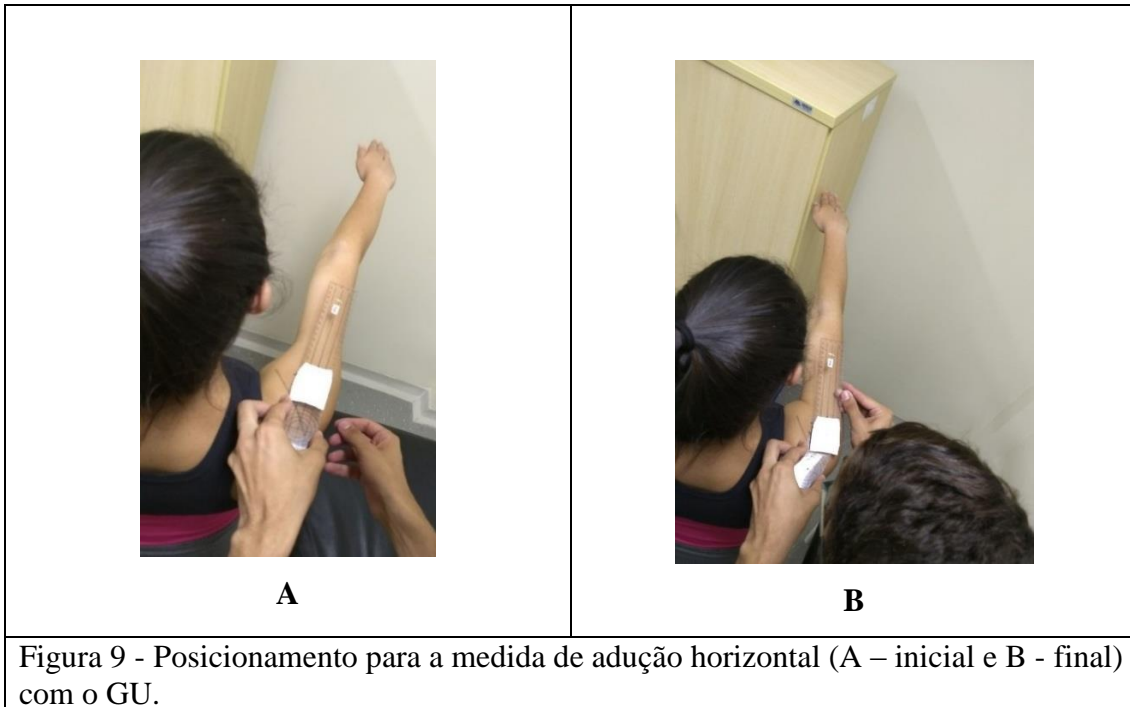 A
B
Figura 9 - Posicionamento para a medida de adução horizontal (A – inicial e B - final)
com o GU.